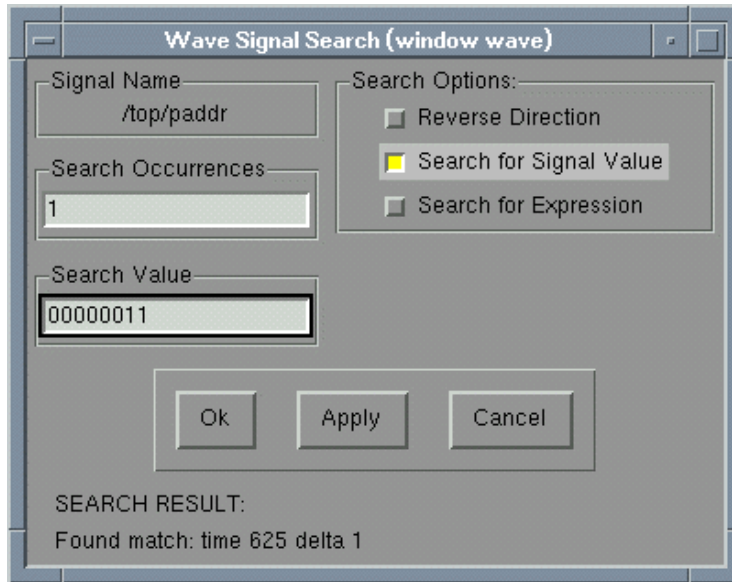 Wave Signal Search (window wave)
Signal Name
/top/paddr
Search Occurrences
1
Search Value
00000011
Search Options:
Reverse Direction
Search for Signal Value
Search for Expression
Ok
Apply
Cancel
SEARCH RESULT:
Found match: time 625 delta 1